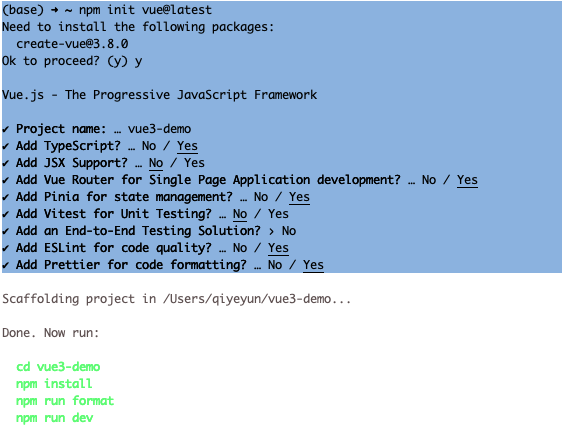 (base) ➜ ~ npm init vue@latest
Need to install the following packages:
  create-vue@3.8.0
Ok to proceed? (y) y
Vue.js - The Progressive JavaScript Framework
✔ Project name: … vue3-demo
✔ Add TypeScript? … No / Yes
✔ Add JSX Support? … No / Yes
✔ Add Vue Router for Single Page Application development? … No / Yes
✔ Add Pinia for state management? … No / Yes
✔ Add Vitest for Unit Testing? … No / Yes
✔ Add an End-to-End Testing Solution? › No
✔ Add ESLint for code quality? … No / Yes
✔ Add Prettier for code formatting? … No / Yes
Scaffolding project in /Users/qiyeyun/vue3-demo...
Done. Now run:
  cd vue3-demo
  npm install
  npm run format
  npm run dev